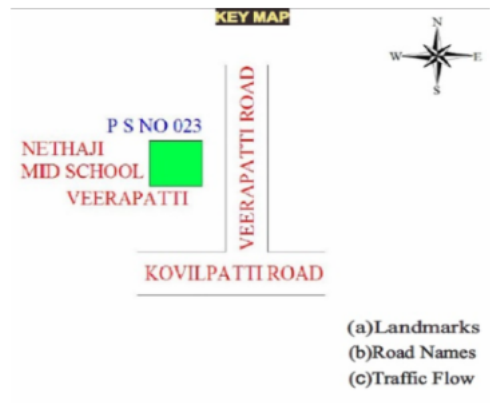 KEY MAP
N
W
E
S
P S NO 023
NETHAJI
MID SCHOOL
VEERAPATTI
VEERAPATTI ROAD
KOVILPATTI ROAD
(a)Landmarks
(b)Road Names
(c)Traffic Flow